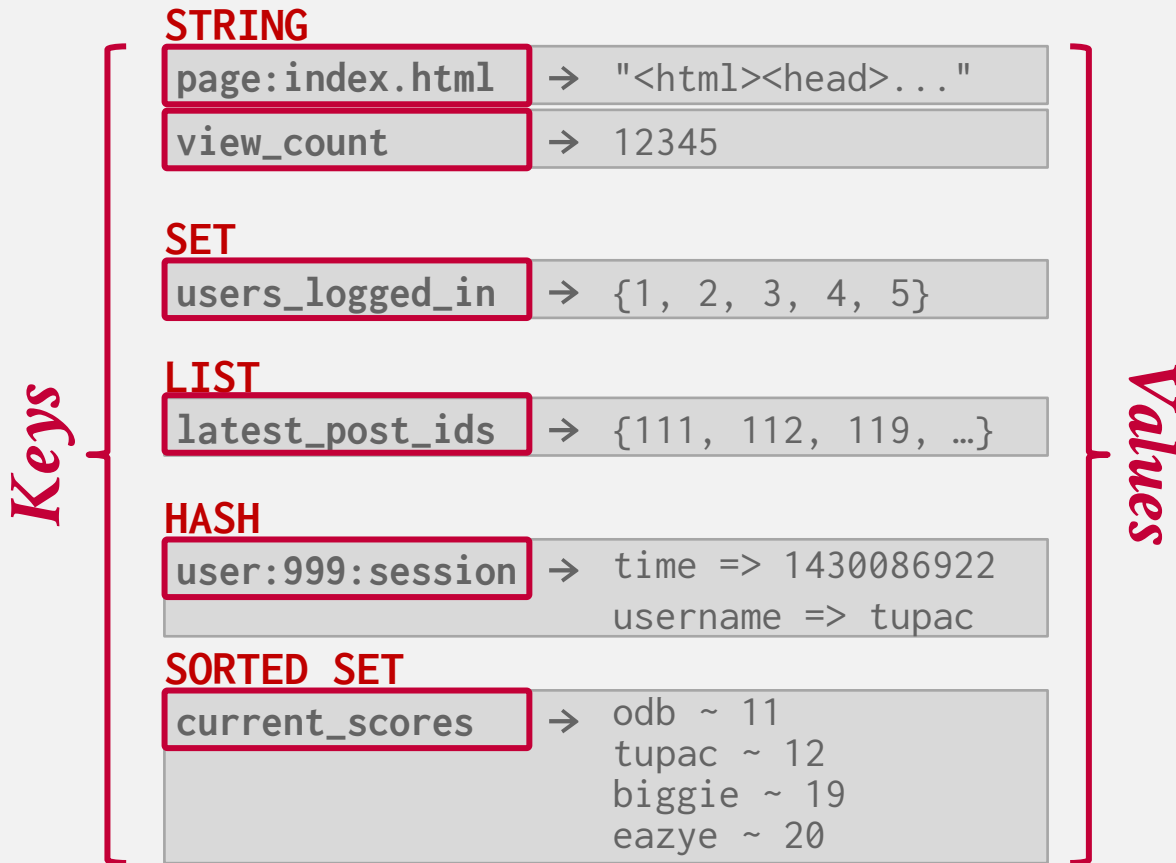 STRING
page:index.html → "<html><head>..."
view_count → 12345
SET
users_logged_in → {1, 2, 3, 4, 5}
LIST
latest_post_ids → {111, 112, 119, …}
HASH
user:999:session → time => 1430086922
username => tupac
SORTED SET
current_scores → odb ~ 11
tupac ~ 12
biggie ~ 19
eazye ~ 20
Keys
Values